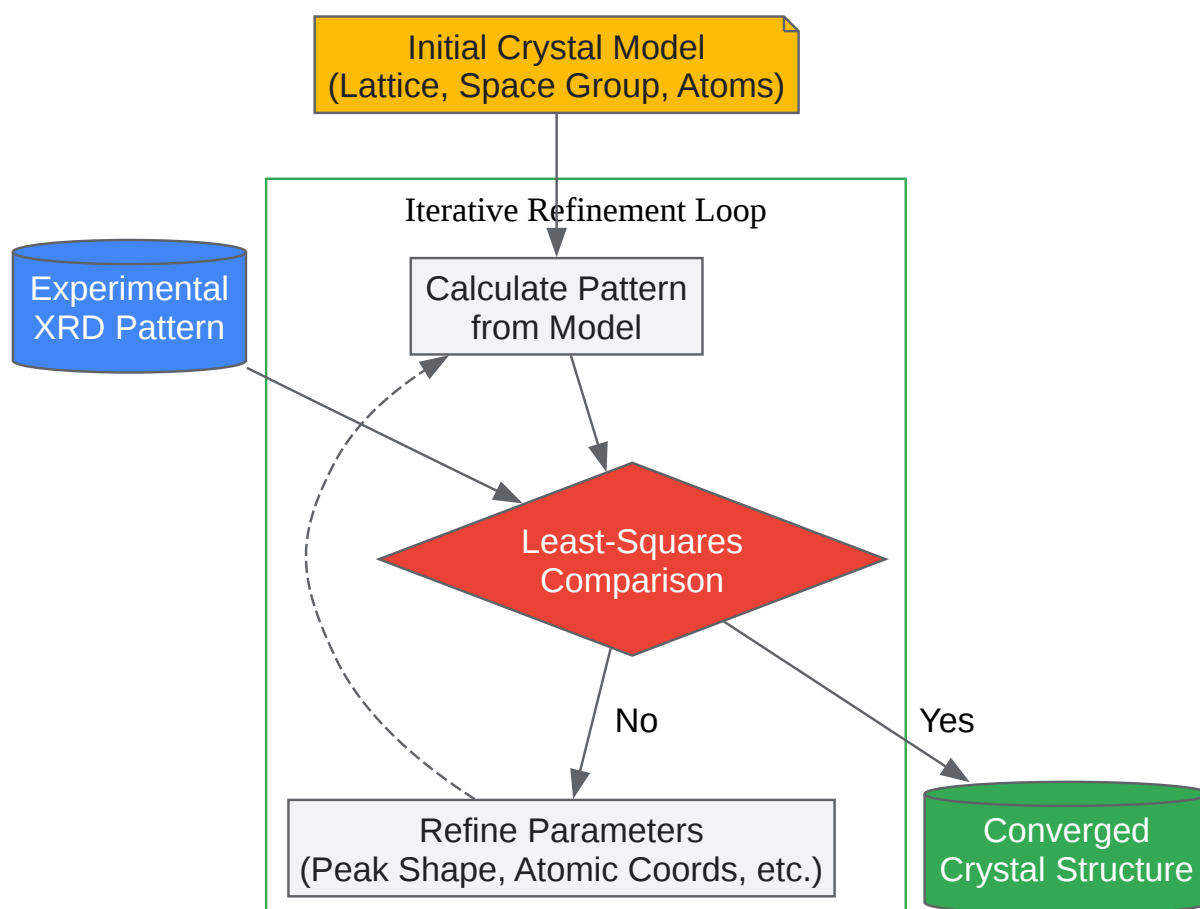 Initial Crystal Model
(Lattice, Space Group, Atoms)
Iterative Refinement Loop
Experimental
XRD Pattern
Calculate Pattern
from Model
Least-Squares
Comparison
No
Yes
Refine Parameters
(Peak Shape, Atomic Coords, etc.)
Converged
Crystal Structure